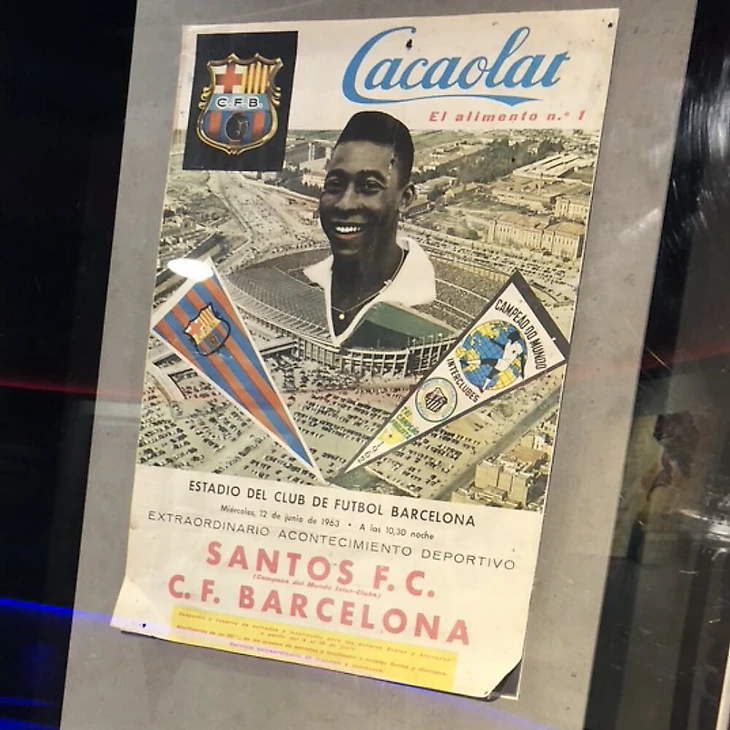 C.F.B.
Cacaolat
El alimento n.º 1
CAMPEÃO DO MUNDO
INTERCLUBES
ESTADIO DEL CLUB DE FUTBOL BARCELONA
Miércoles, 12 de junio de 1963 • A las 10,30 noche
EXTRAORDINARIO ACONTECIMIENTO DEPORTIVO
SANTOS F.C.
(Campeón del Mundo Inter-Clubs)
C.F. BARCELONA